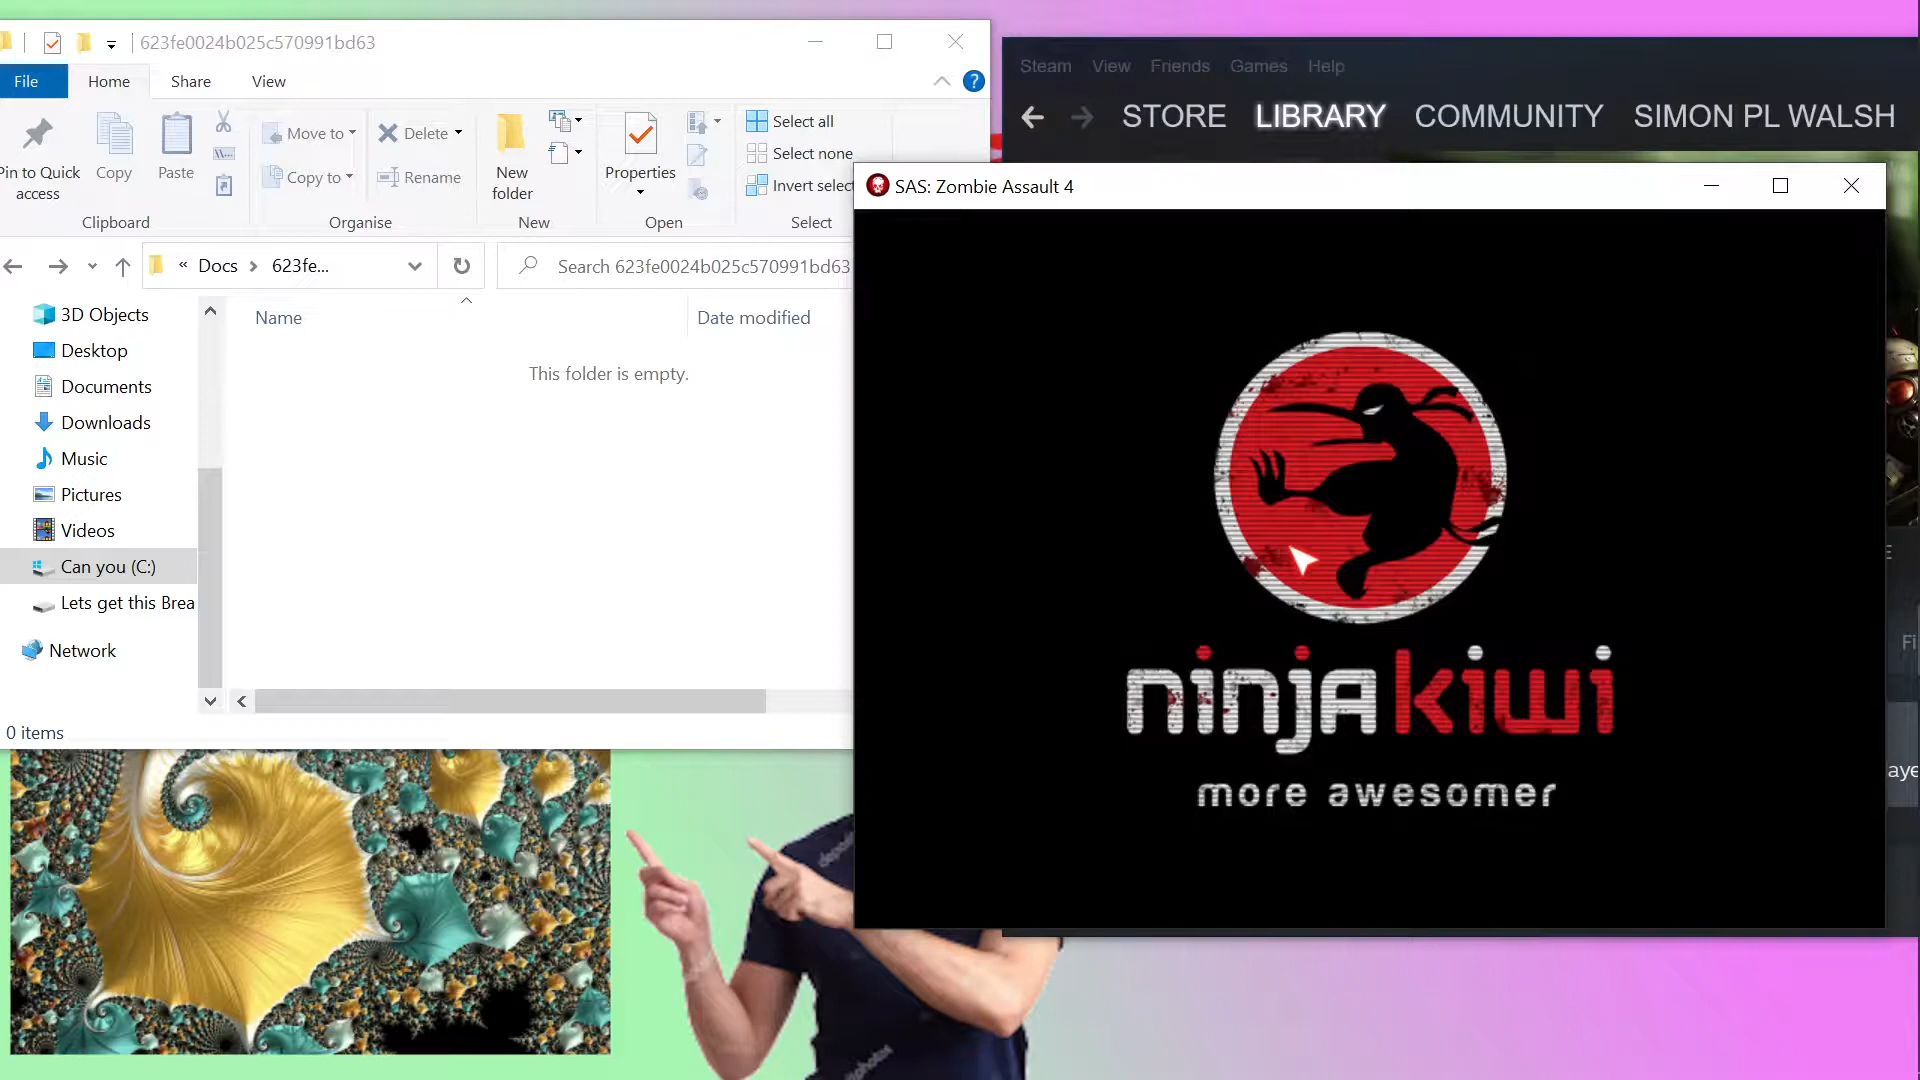 623fe0024b025c570991bd63
File
Home
Share
View
Pin to Quick
access
Copy
Paste
Clipboard
Move to
Copy to
Delete
Rename
Organise
New
folder
New
Properties
Open
Select all
Select none
Invert select
Select
Docs
623fe...
Search 623fe0024b025c570991bd63
3D Objects
Desktop
Documents
Downloads
Music
Pictures
Videos
Can you (C:)
Lets get this Brea
Network
Name
Date modified
This folder is empty.
0 items
Steam
View
Friends
Games
Help
STORE
LIBRARY
COMMUNITY
SIMON PL WALSH
SAS: Zombie Assault 4
ninja kiwi
more awesomer